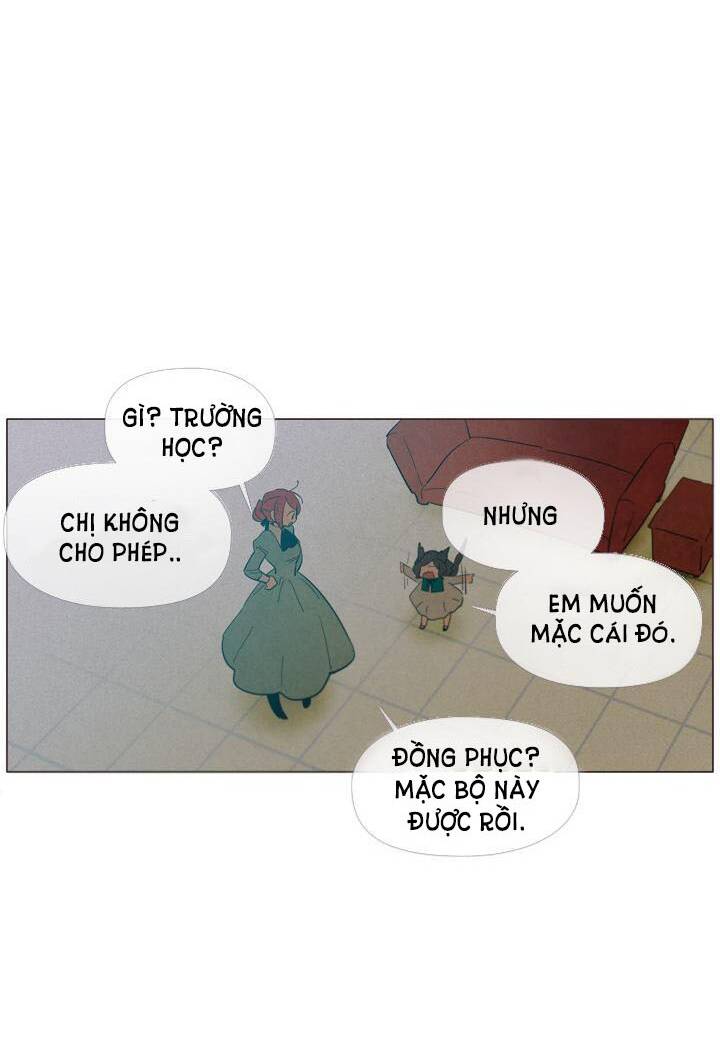 GÌ? TRƯỜNG
HỌC?
CHỊ KHÔNG
CHO PHÉP..
NHƯNG
EM MUỐN
MẶC CÁI ĐÓ.
ĐỒNG PHỤC?
MẶC BỘ NÀY
ĐƯỢC RỒI.